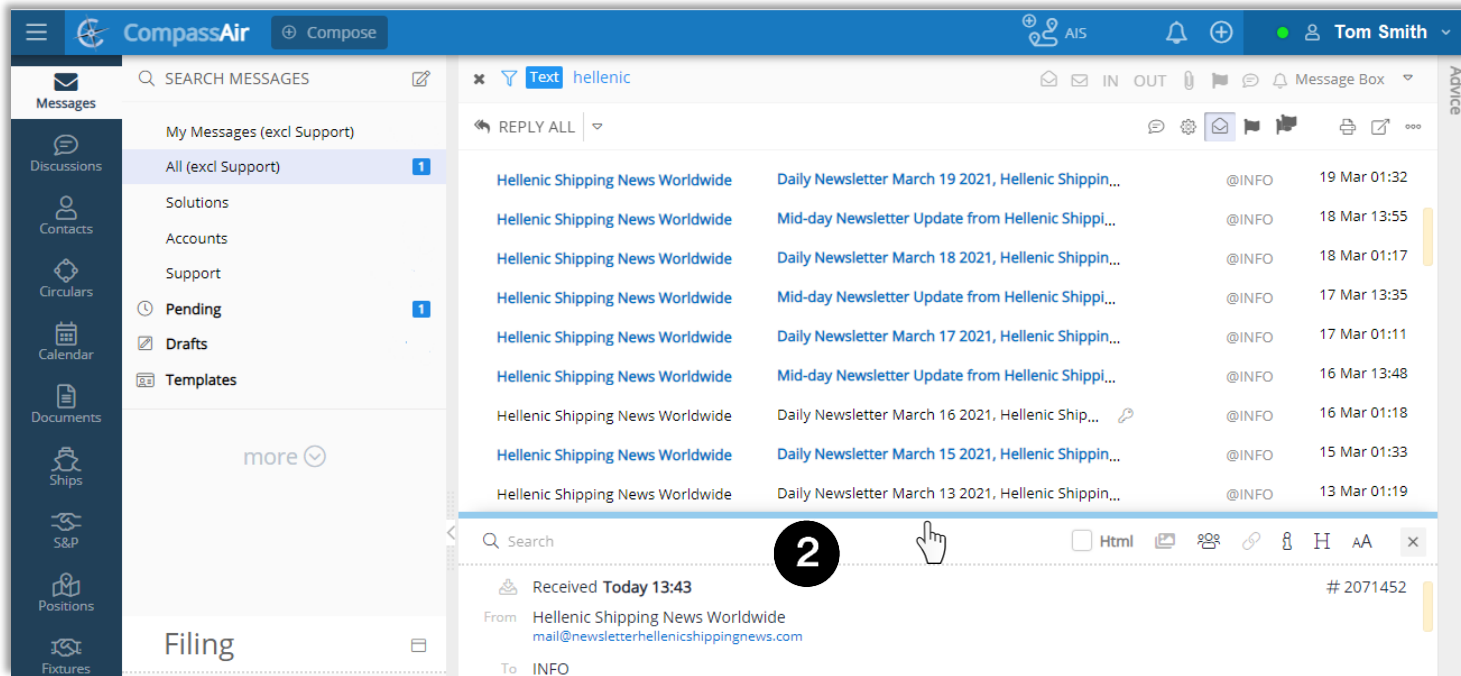 CompassAir
Compose
AIS
Tom Smith
Messages
Discussions
Contacts
Circulars
Calendar
Documents
Ships
S&P
Positions
Fixtures
SEARCH MESSAGES
My Messages (excl Support)
All (excl Support) 1
Solutions
Accounts
Support
Pending 1
Drafts
Templates
more
Filing
Text hellenic
IN OUT Message Box
REPLY ALL
Hellenic Shipping News Worldwide Daily Newsletter March 19 2021, Hellenic Shippin... @INFO 19 Mar 01:32
Hellenic Shipping News Worldwide Mid-day Newsletter Update from Hellenic Shippi... @INFO 18 Mar 13:55
Hellenic Shipping News Worldwide Daily Newsletter March 18 2021, Hellenic Shippin... @INFO 18 Mar 01:17
Hellenic Shipping News Worldwide Mid-day Newsletter Update from Hellenic Shippi... @INFO 17 Mar 13:35
Hellenic Shipping News Worldwide Daily Newsletter March 17 2021, Hellenic Shippin... @INFO 17 Mar 01:11
Hellenic Shipping News Worldwide Mid-day Newsletter Update from Hellenic Shippi... @INFO 16 Mar 13:48
Hellenic Shipping News Worldwide Daily Newsletter March 16 2021, Hellenic Ship... @INFO 16 Mar 01:18
Hellenic Shipping News Worldwide Daily Newsletter March 15 2021, Hellenic Shippin... @INFO 15 Mar 01:33
Hellenic Shipping News Worldwide Daily Newsletter March 13 2021, Hellenic Shippin... @INFO 13 Mar 01:19
Search 2 Html H AA
Received Today 13:43 # 2071452
From Hellenic Shipping News Worldwide
mail@newsletterhellenicshippingnews.com
To INFO
Advice